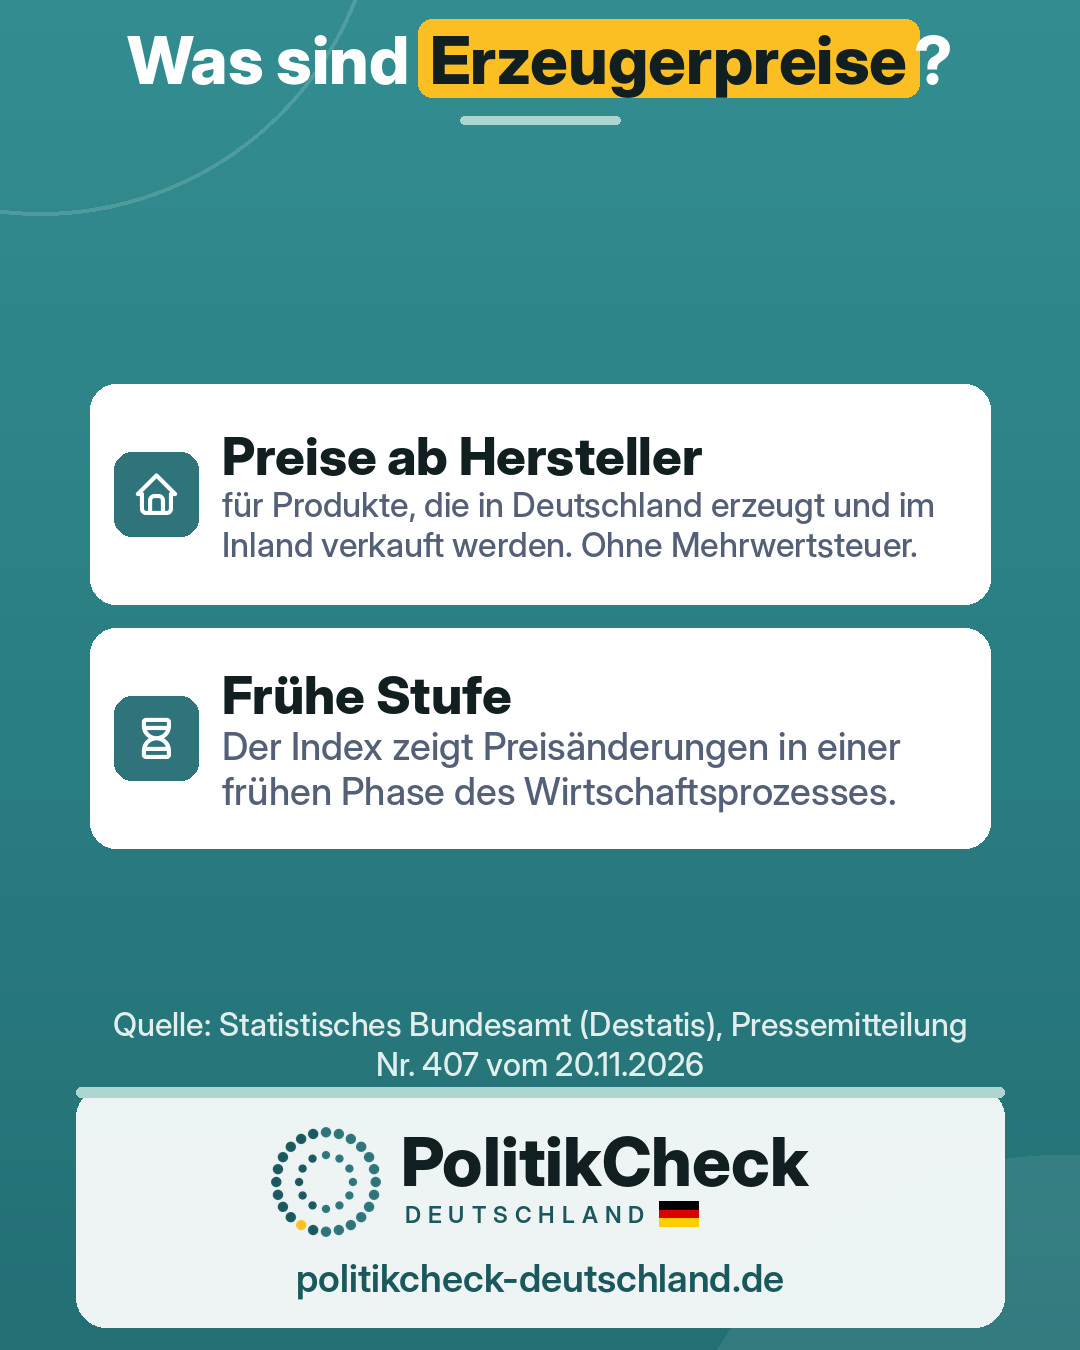 Was sind Erzeugerpreise?
Preise ab Hersteller
für Produkte, die in Deutschland erzeugt und im
Inland verkauft werden. Ohne Mehrwertsteuer.
Frühe Stufe
Der Index zeigt Preisänderungen in einer
frühen Phase des Wirtschaftsprozesses.
Quelle: Statistisches Bundesamt (Destatis), Pressemitteilung
Nr. 407 vom 20.11.2026
PolitikCheck
DEUTSCHLAND
politikcheck-deutschland.de